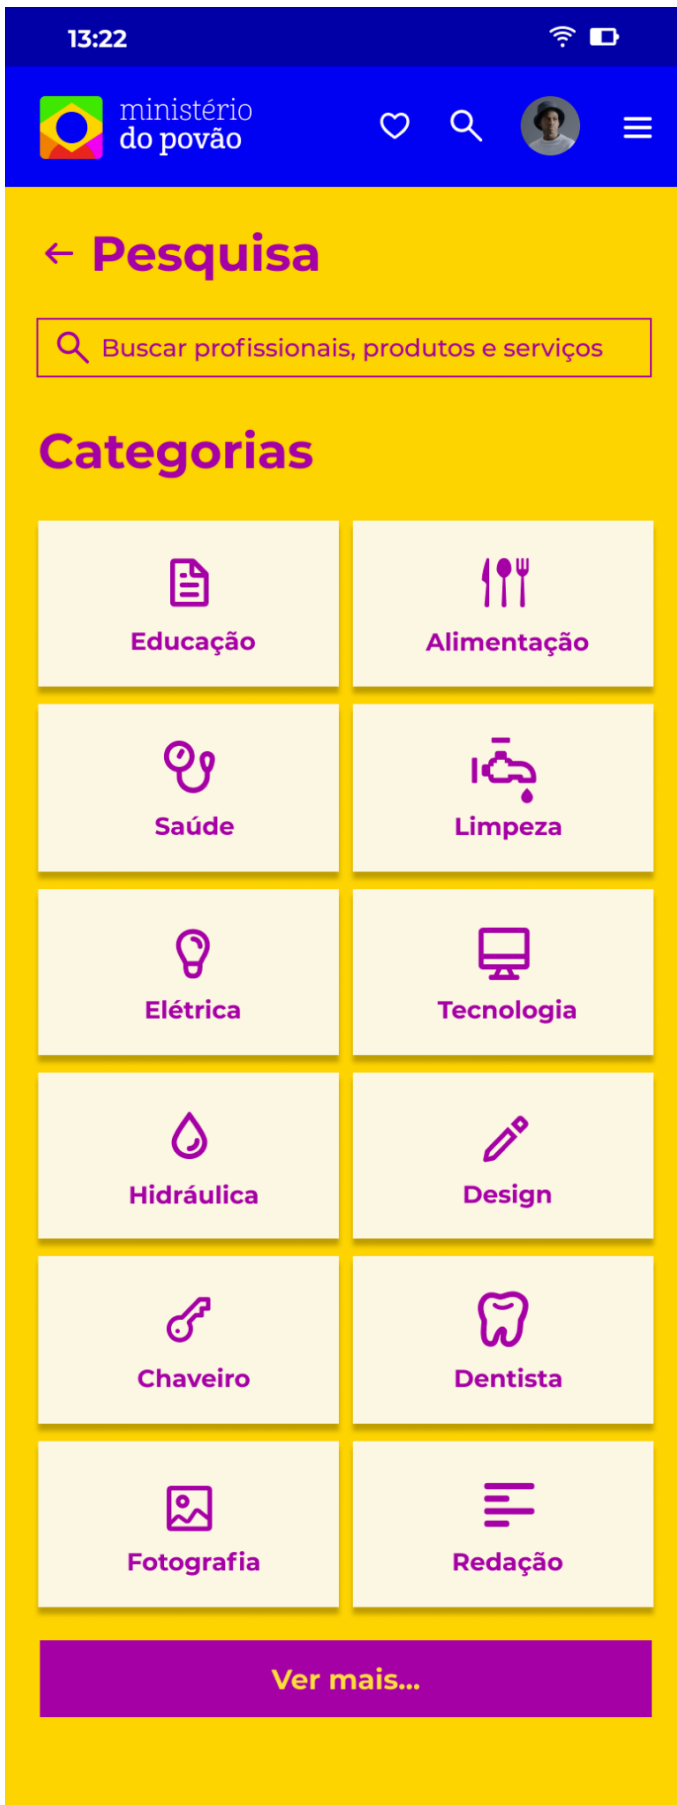 13:22
ministério
do povão
Pesquisa
Buscar profissionais, produtos e serviços
Categorias
Educação
Alimentação
Saúde
Limpeza
Elétrica
Tecnologia
Hidráulica
Design
Chaveiro
Dentista
Fotografia
Redação
Ver mais...